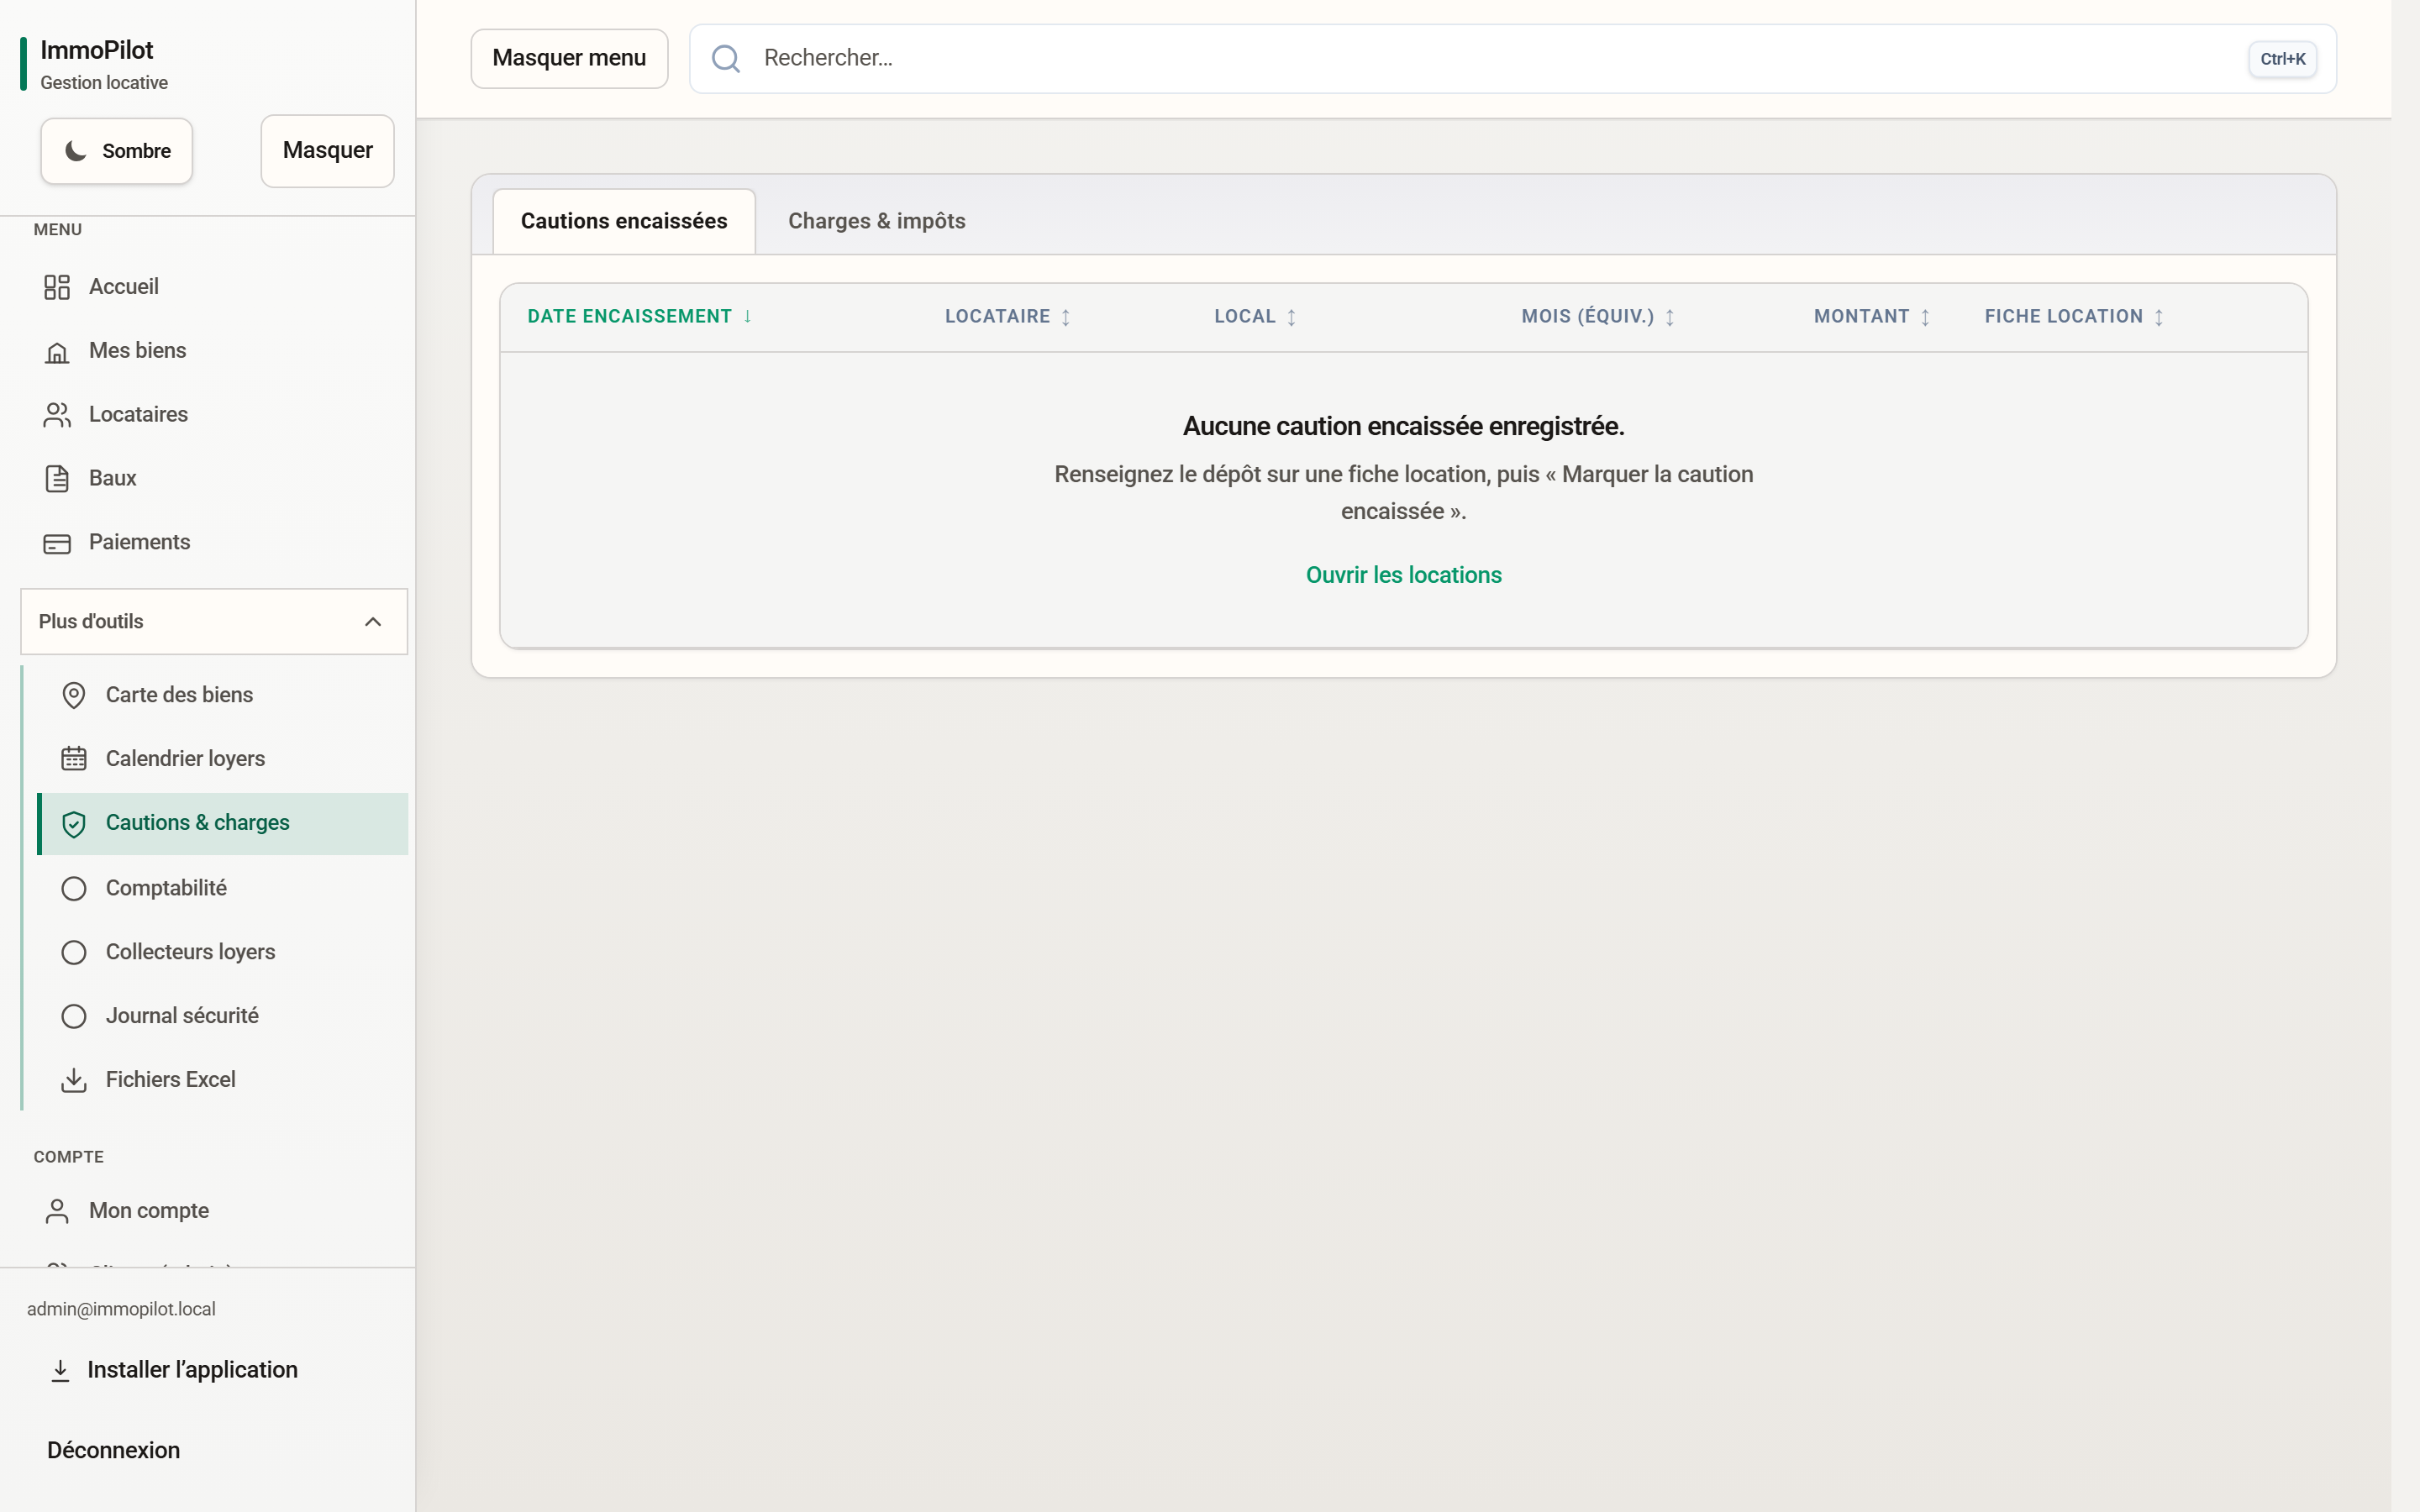 ImmoPilot
Gestion locative
Sombre
Masquer
MENU
Accueil
Mes biens
Locataires
Baux
Paiements
Plus d'outils
Carte des biens
Calendrier loyers
Cautions & charges
Comptabilité
Collecteurs loyers
Journal sécurité
Fichiers Excel
COMPTE
Mon compte
admin@immopilot.local
Installer l’application
Déconnexion
Masquer menu
Rechercher...
Ctrl+K
Cautions encaissées
Charges & impôts
DATE ENCAISSEMENT ↓ LOCATAIRE ↕ LOCAL ↕ MOIS (ÉQUIV.) ↕ MONTANT ↕ FICHE LOCATION ↕
Aucune caution encaissée enregistrée.
Renseignez le dépôt sur une fiche location, puis « Marquer la caution
encaissée ».
Ouvrir les locations